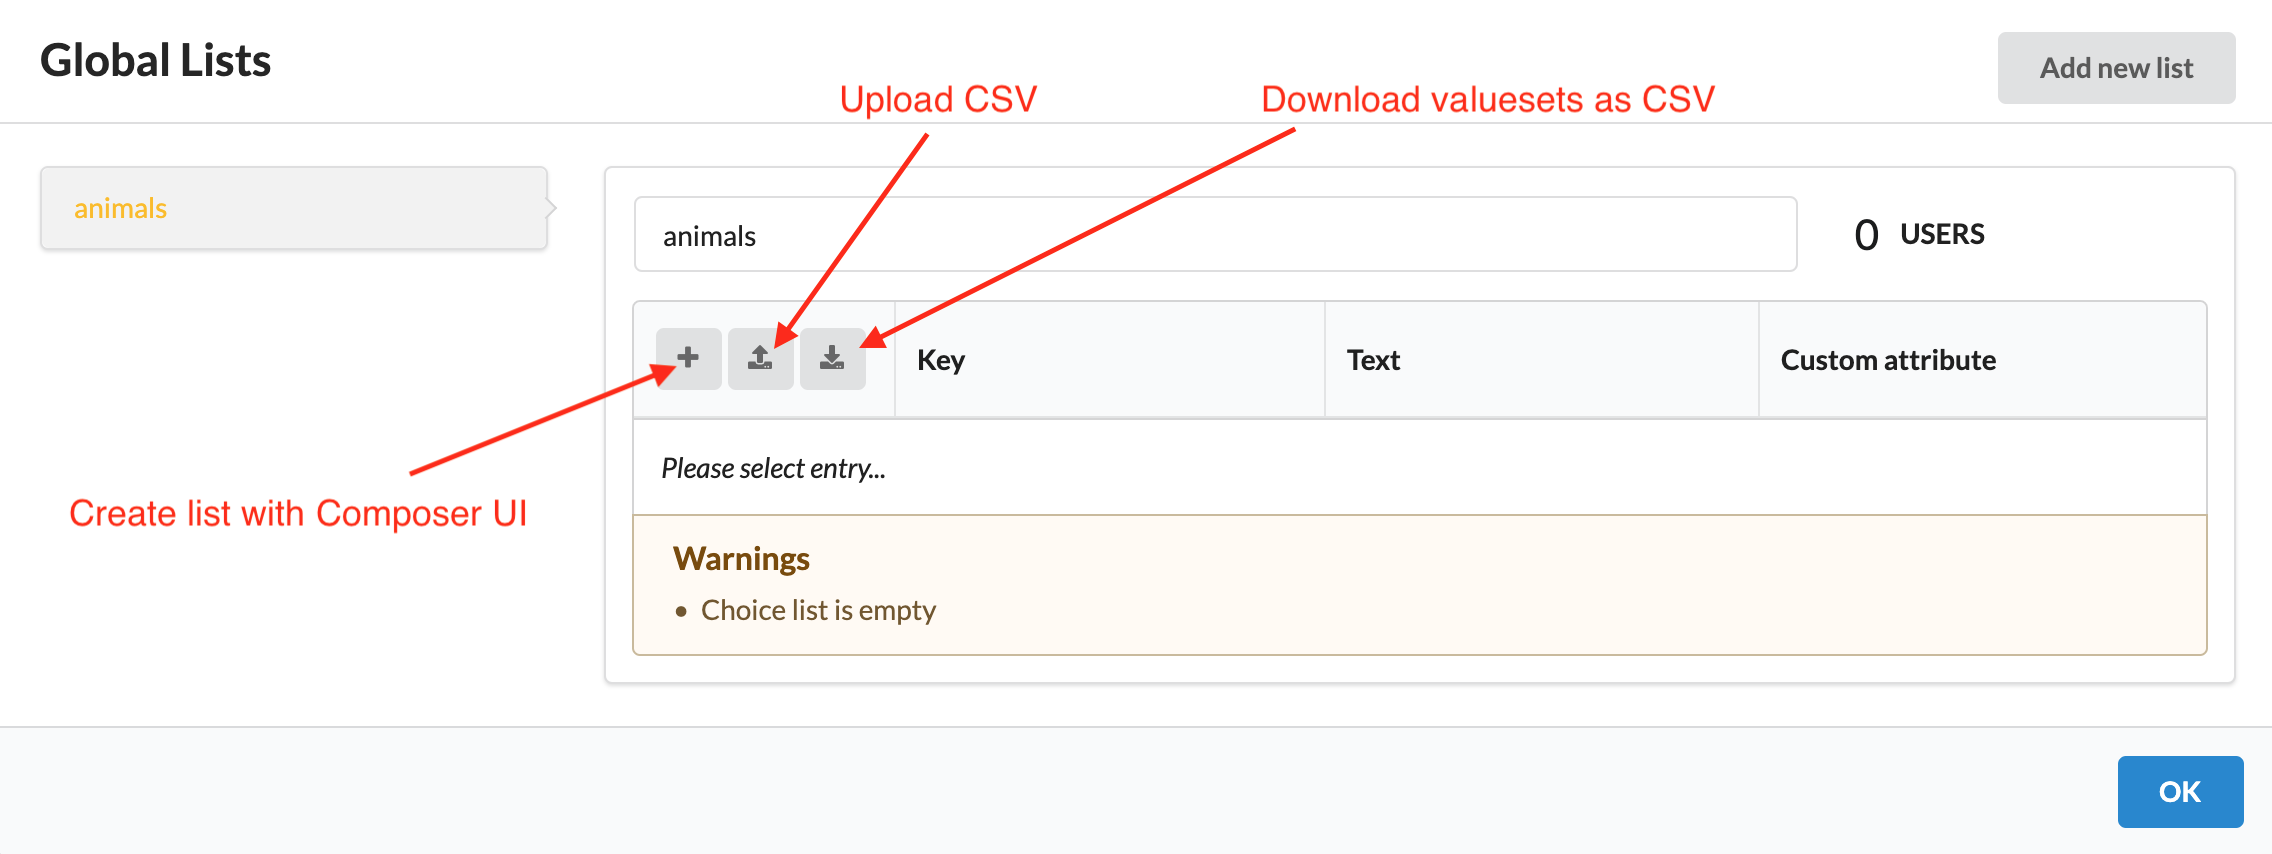 Global Lists
Add new list
Upload CSV
Download valuesets as CSV
animals
animals
0 USERS
Key
Text
Custom attribute
Please select entry...
Create list with Composer UI
Warnings
• Choice list is empty
OK